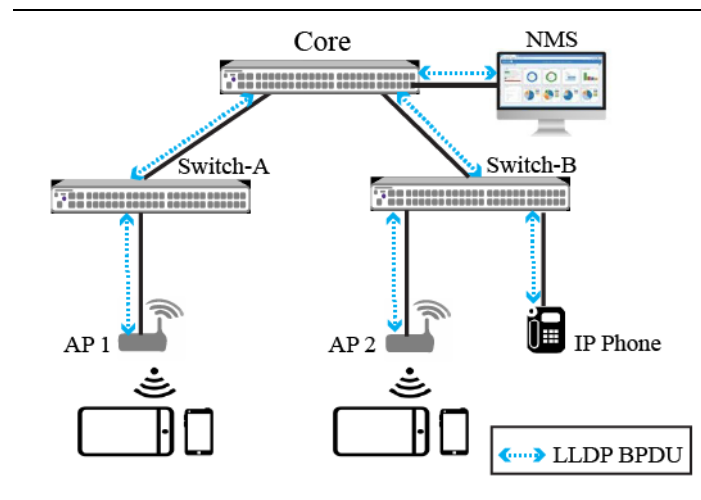 Core
NMS
Switch-A
Switch-B
AP 1
AP 2
IP Phone
LLDP BPDU